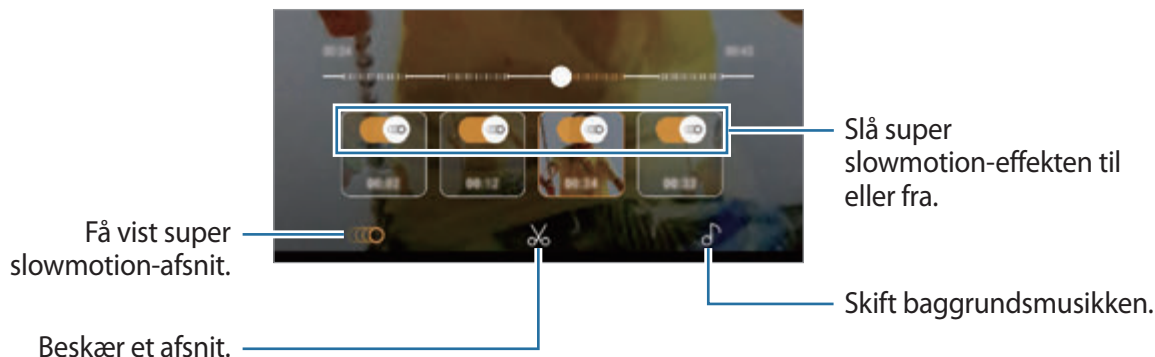 00:24
00:43
Slå super
slowmotion-effekten til
eller fra.
00:02 00:12 00:24 00:33
Få vist super
slowmotion-afsnit.
Skift baggrundsmusikken.
Beskær et afsnit.